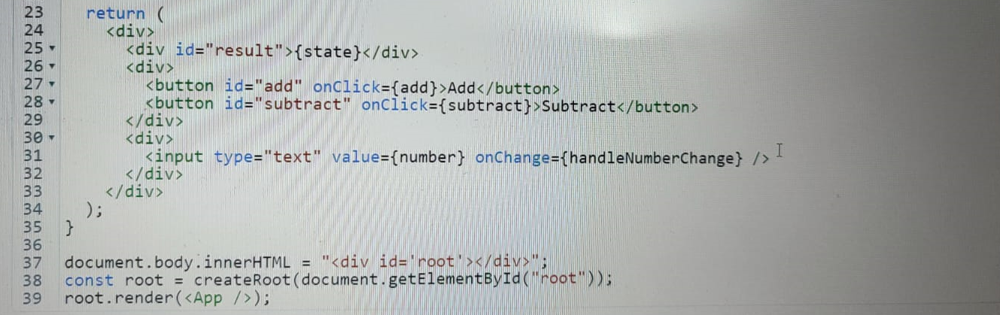 23 return (
24 <div>
25 <div id="result">{state}</div>
26 <div>
27 <button id="add" onClick={add}>Add</button>
28 <button id="subtract" onClick={subtract}>Subtract</button>
29 </div>
30 <div>
31 <input type="text" value={number} onChange={handleNumberChange} />
32 </div>
33 </div>
34 );
35 }
36
37 document.body.innerHTML = "<div id='root'></div>";
38 const root = createRoot(document.getElementById("root"));
39 root.render(<App />);